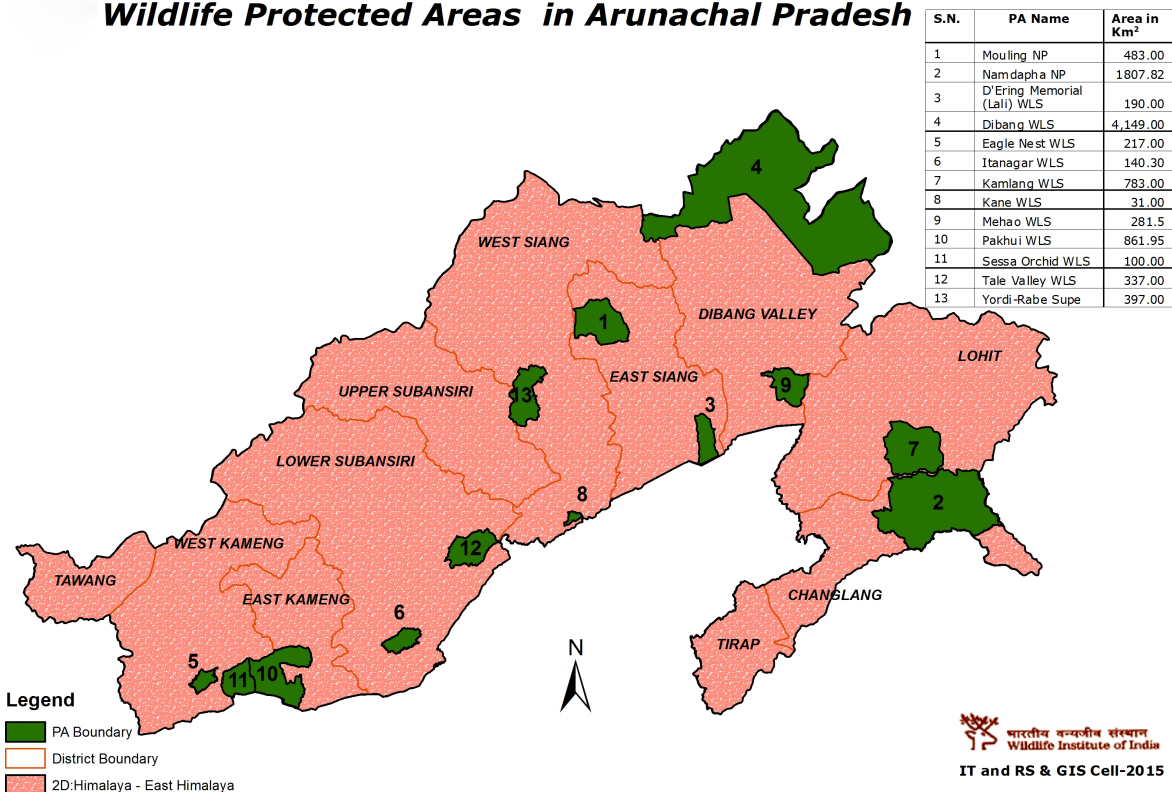 Wildlife Protected Areas in Arunachal Pradesh
S.N. PA Name Area in Km²
1 Mouling NP 483.00
2 Namdapha NP 1807.82
3 D'Ering Memorial (Lali) WLS 190.00
4 Dibang WLS 4,149.00
5 Eagle Nest WLS 217.00
6 Itanagar WLS 140.30
7 Kamlang WLS 783.00
8 Kane WLS 31.00
9 Mehao WLS 281.5
10 Pakhui WLS 861.95
11 Sessa Orchid WLS 100.00
12 Tale Valley WLS 337.00
13 Yordi-Rabe Supe 397.00
4
WEST SIANG
1
DIBANG VALLEY
LOHIT
UPPER SUBANSIRI
13
EAST SIANG
9
3
7
LOWER SUBANSIRI
8
2
WEST KAMENG
12
TAWANG
EAST KAMENG
6
CHANGLANG
TIRAP
N
5
11
10
Legend
PA Boundary
District Boundary
2D:Himalaya - East Himalaya
भारतीय वन्यजीव संस्थान
Wildlife Institute of India
IT and RS & GIS Cell-2015